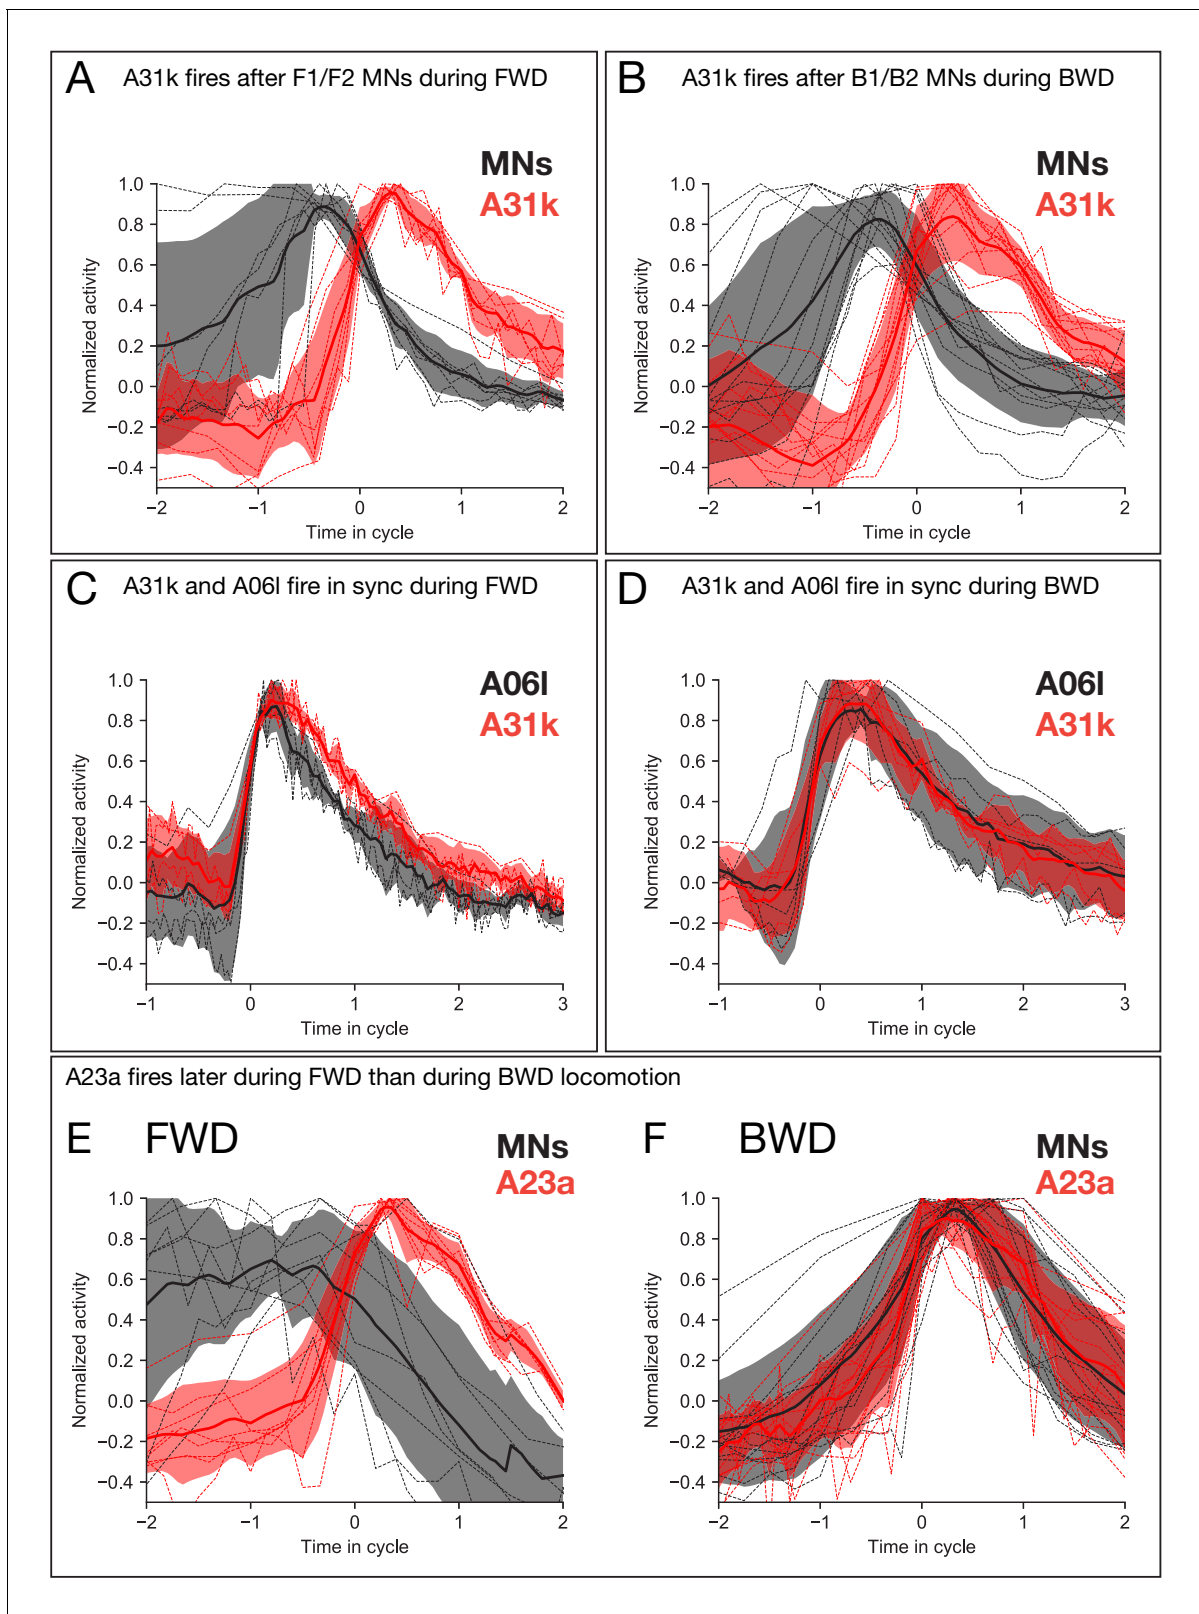 A A31k fires after F1/F2 MNs during FWD
MNs
A31k
1.0
0.8
0.6
0.4
0.2
0.0
−0.2
−0.4
Normalized activity
−2 −1 0 1 2
Time in cycle
B A31k fires after B1/B2 MNs during BWD
MNs
A31k
1.0
0.8
0.6
0.4
0.2
0.0
−0.2
−0.4
Normalized activity
−2 −1 0 1 2
Time in cycle
C A31k and A06l fire in sync during FWD
A06l
A31k
1.0
0.8
0.6
0.4
0.2
0.0
−0.2
−0.4
Normalized activity
−1 0 1 2 3
Time in cycle
D A31k and A06l fire in sync during BWD
A06l
A31k
1.0
0.8
0.6
0.4
0.2
0.0
−0.2
−0.4
Normalized activity
−1 0 1 2 3
Time in cycle
A23a fires later during FWD than during BWD locomotion
E FWD
MNs
A23a
1.0
0.8
0.6
0.4
0.2
0.0
−0.2
−0.4
Normalized activity
−2 −1 0 1 2
Time in cycle
F BWD
MNs
A23a
1.0
0.8
0.6
0.4
0.2
0.0
−0.2
−0.4
Normalized activity
−2 −1 0 1 2
Time in cycle